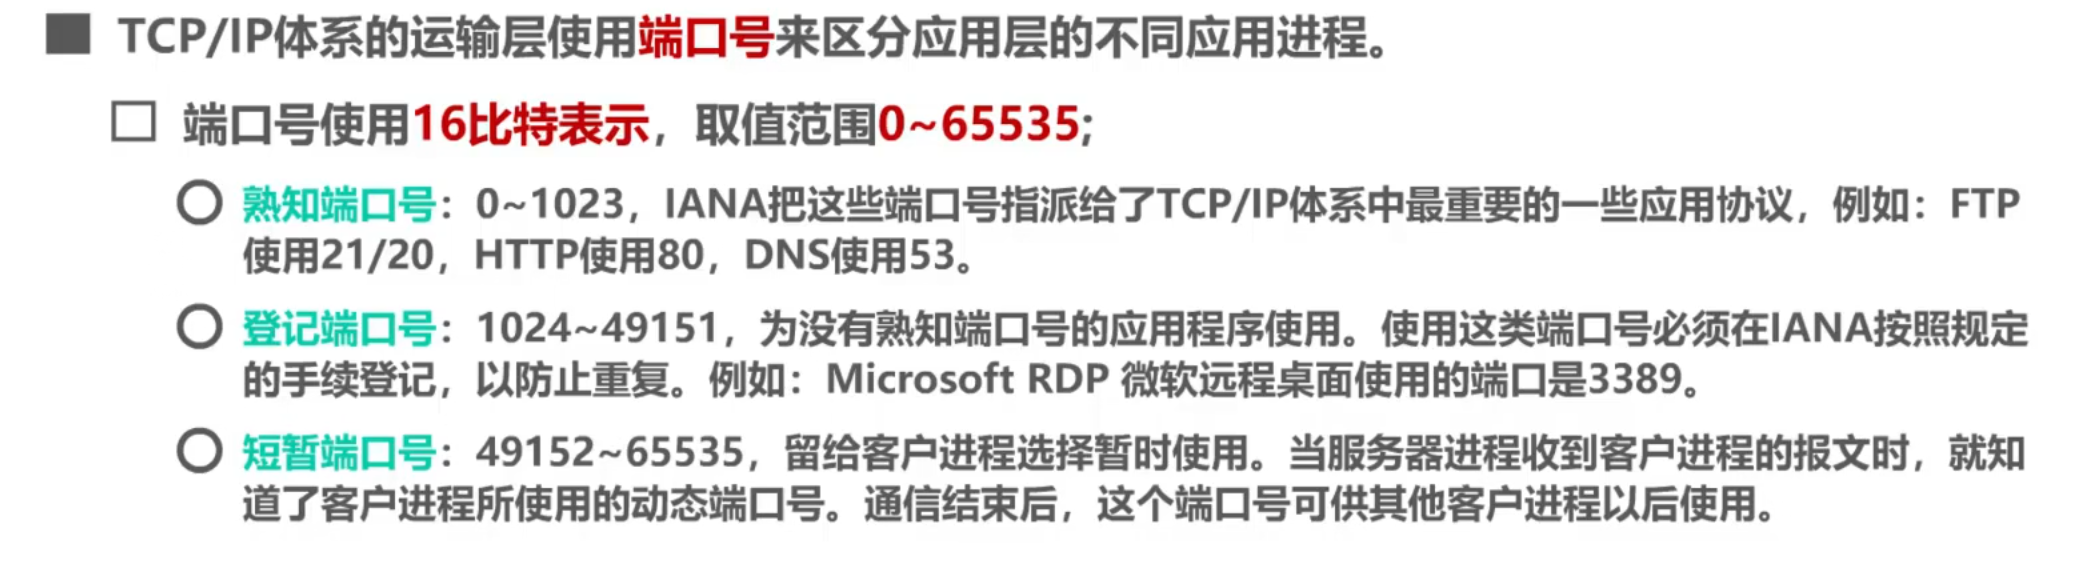 TCP/IP体系的运输层使用端口号来区分应用层的不同应用进程。
端口号使用16比特表示，取值范围0~65535;
熟知端口号：0~1023，IANA把这些端口号指派给了TCP/IP体系中最重要的一些应用协议，例如：FTP
使用21/20，HTTP使用80，DNS使用53。
登记端口号：1024~49151，为没有熟知端口号的应用程序使用。使用这类端口号必须在IANA按照规定
的手续登记，以防止重复。例如：Microsoft RDP 微软远程桌面使用的端口是3389。
短暂端口号：49152~65535，留给客户进程选择暂时使用。当服务器进程收到客户进程的报文时，就知
道了客户进程所使用的动态端口号。通信结束后，这个端口号可供其他客户进程以后使用。